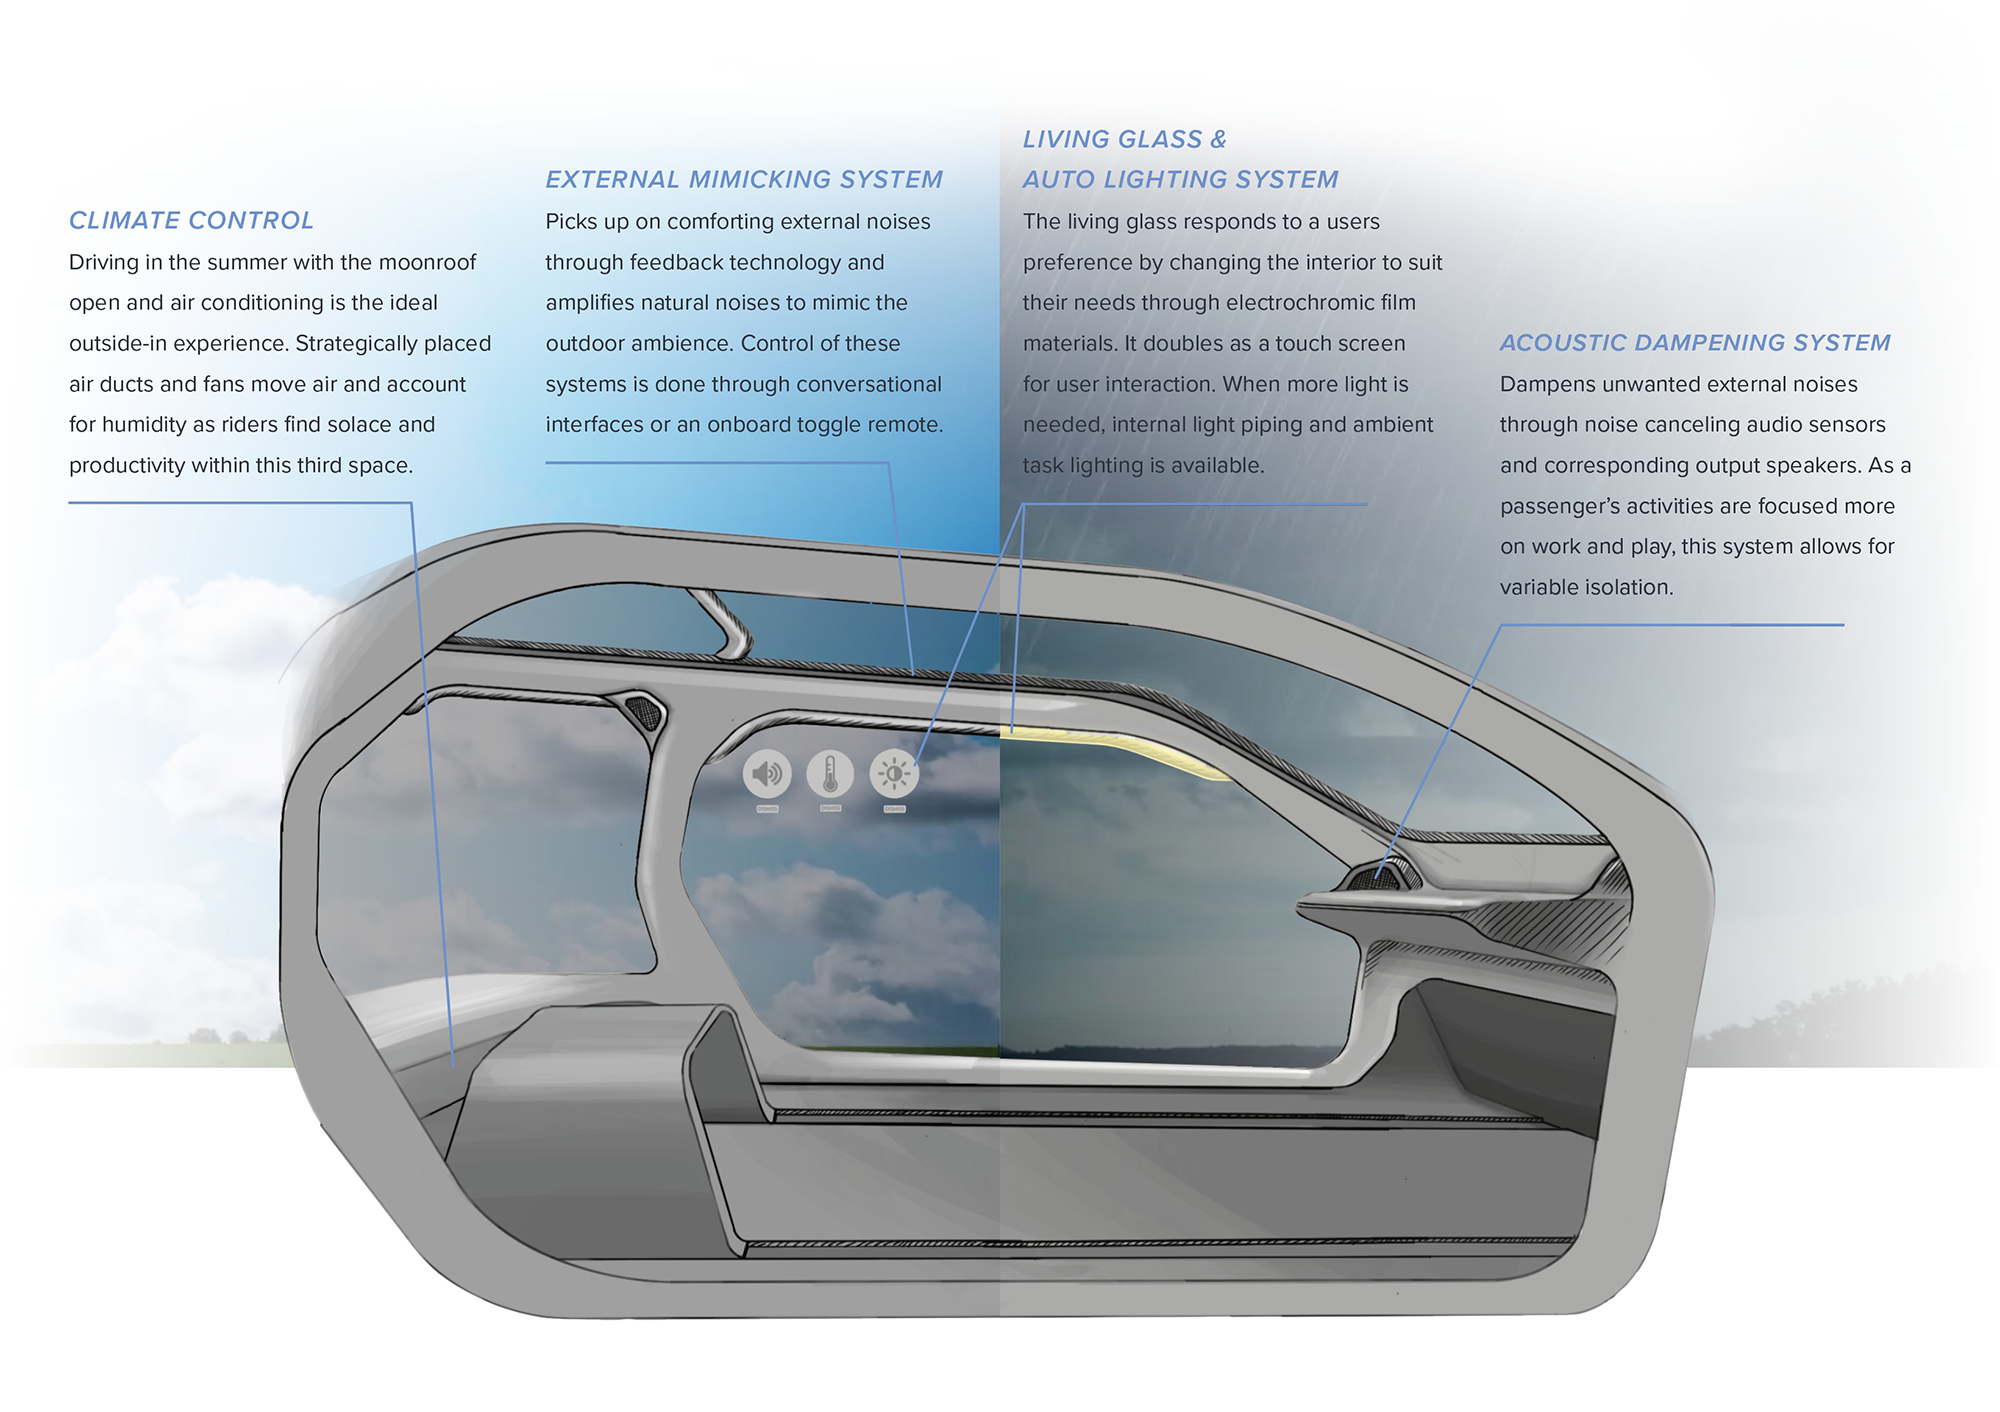 CLIMATE CONTROL
Driving in the summer with the moonroof
open and air conditioning is the ideal
outside-in experience. Strategically placed
air ducts and fans move air and account
for humidity as riders find solace and
productivity within this third space.
EXTERNAL MIMICKING SYSTEM
Picks up on comforting external noises
through feedback technology and
amplifies natural noises to mimic the
outdoor ambience. Control of these
systems is done through conversational
interfaces or an onboard toggle remote.
LIVING GLASS &
AUTO LIGHTING SYSTEM
The living glass responds to a users
preference by changing the interior to suit
their needs through electrochromic film
materials. It doubles as a touch screen
for user interaction. When more light is
needed, internal light piping and ambient
task lighting is available.
ACOUSTIC DAMPENING SYSTEM
Dampens unwanted external noises
through noise canceling audio sensors
and corresponding output speakers. As a
passenger’s activities are focused more
on work and play, this system allows for
variable isolation.